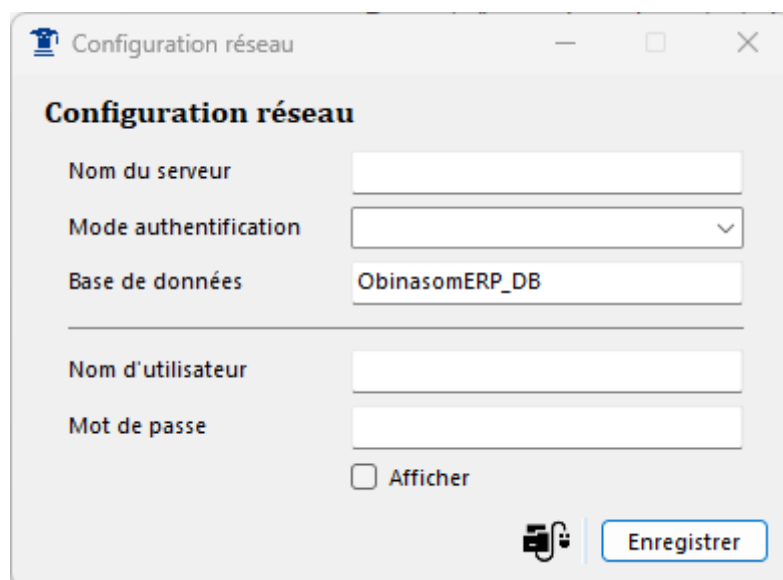 Configuration réseau
Configuration réseau
Nom du serveur
Mode authentification
Base de données ObinasomERP_DB
Nom d'utilisateur
Mot de passe
Afficher
Enregistrer